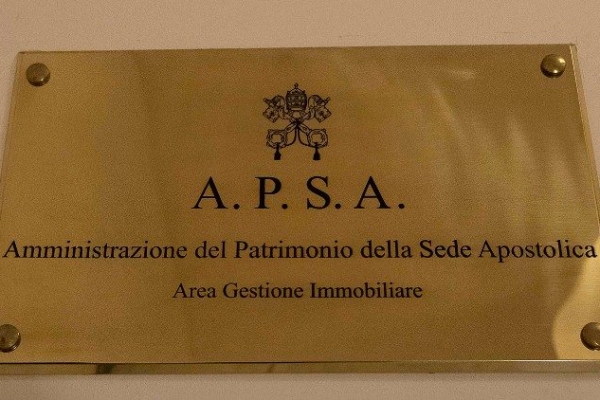 A. P. S. A.
Amministrazione del Patrimonio della Sede Apostolica
Area Gestione Immobiliare